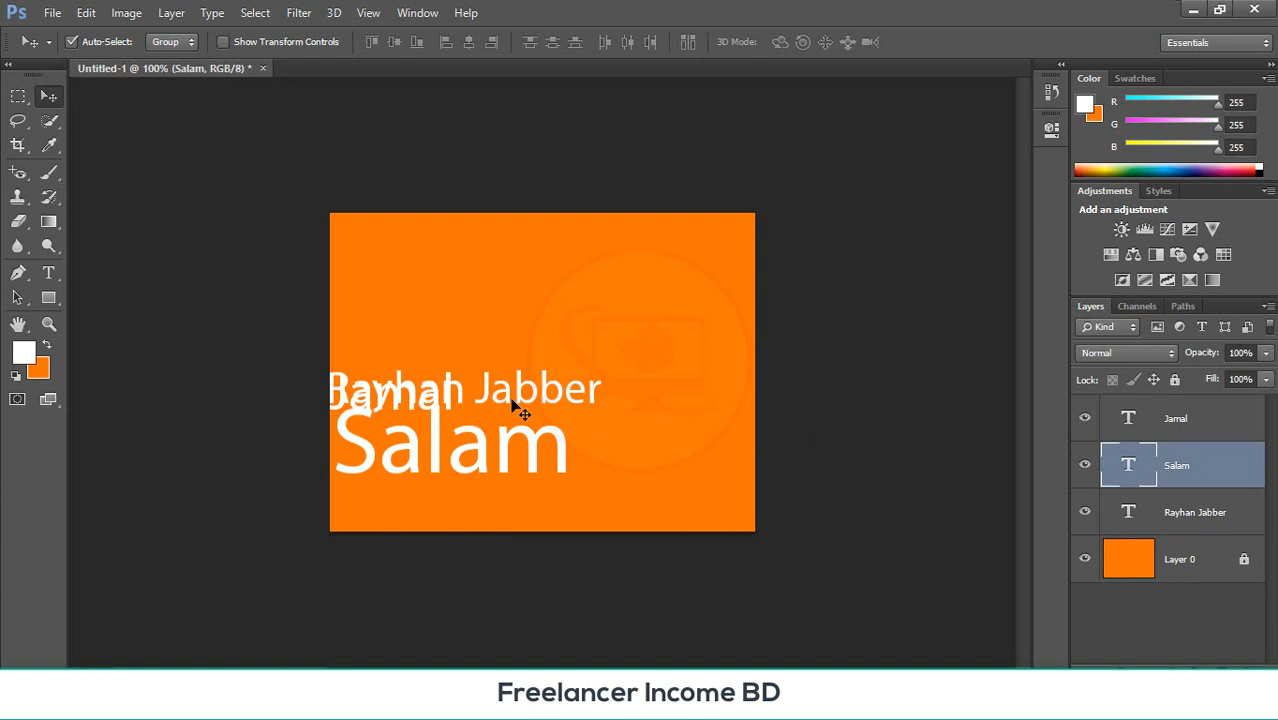 Ps File Edit Image Layer Type Select Filter 3D View Window Help
Auto-Select: Group Show Transform Controls 3D Mode: Essentials
Untitled-1 @ 100% (Salam, RGB/8) * ×
Color Swatches
R 255
G 255
B 255
Adjustments Styles
Add an adjustment
Layers Channels Paths
Kind
Normal Opacity: 100%
Lock: Fill: 100%
Jamal
Salam
Rayhan Jabber
Layer 0
Rayhan Jabber
Jamal
Salam
Freelancer Income BD